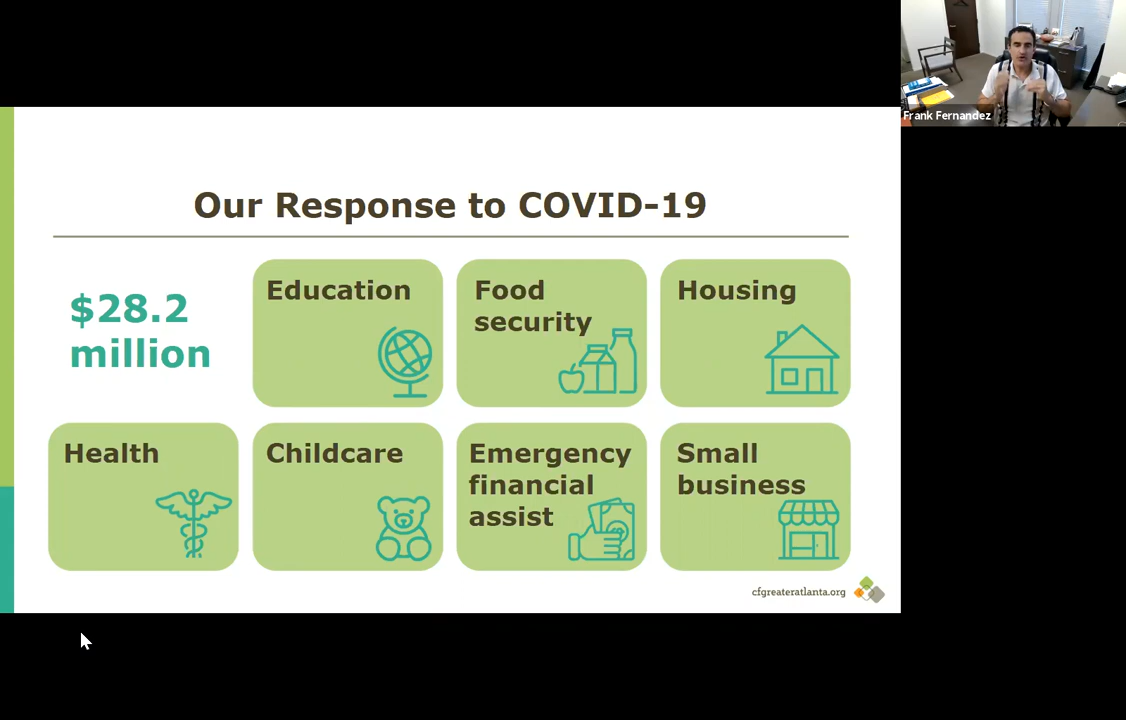 Frank Fernandez
Our Response to COVID-19
$28.2
million
Education
Food
security
Housing
Health
Childcare
Emergency
financial
assist
Small
business
cfgreateratlanta.org